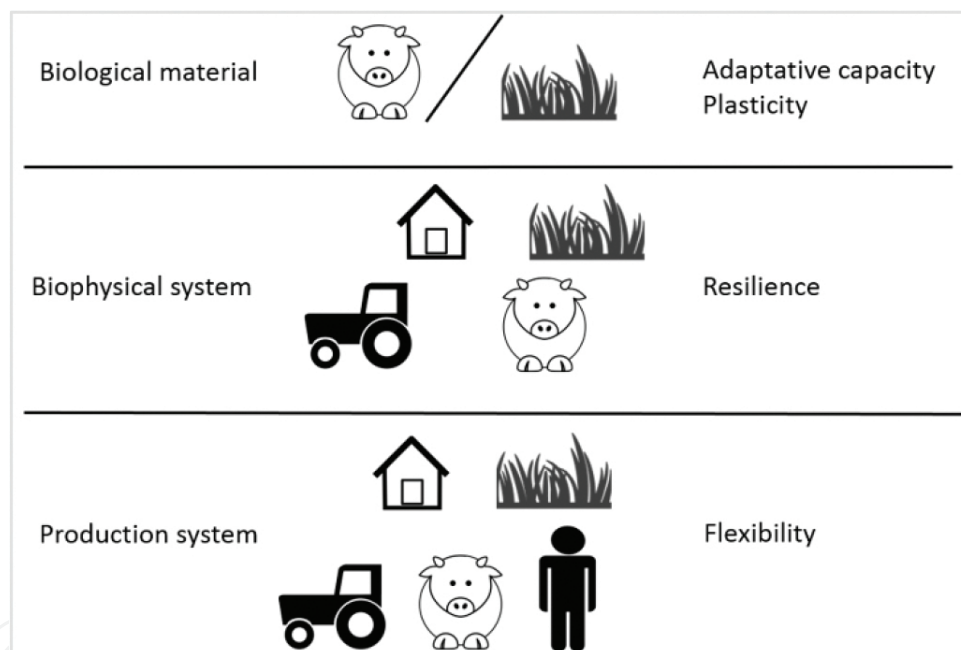 Biological material
Adaptative capacity
Plasticity
Biophysical system
Resilience
Production system
Flexibility